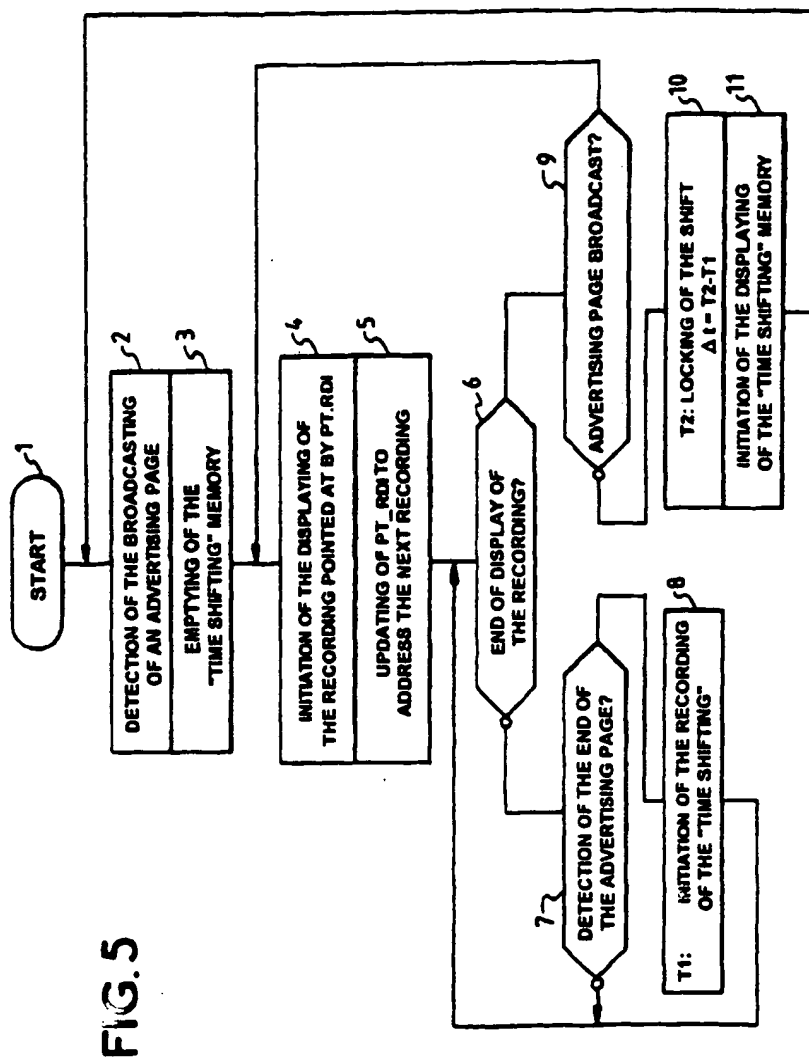 FIG.5
START
1
DETECTION OF THE BROADCASTING
OF AN ADVERTISING PAGE
2
EMPTYING OF THE
"TIME SHIFTING" MEMORY
3
INITIATION OF THE DISPLAYING OF
THE RECORDING POINTED AT BY PT.RDI
4
UPDATING OF PT_RDI TO
ADDRESS THE NEXT RECORDING
5
END OF DISPLAY OF
THE RECORDING?
6
DETECTION OF THE END OF
THE ADVERTISING PAGE?
7
T1: INITIATION OF THE RECORDING
OF THE "TIME SHIFTING"
8
ADVERTISING PAGE BROADCAST?
9
T2: LOCKING OF THE SHIFT
Δ t = T2-T1
10
INITIATION OF THE DISPLAYING
OF THE "TIME SHIFTING" MEMORY
11